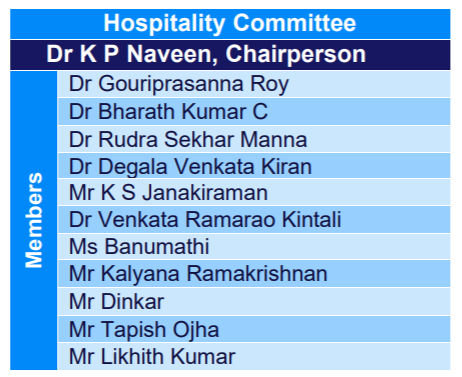 Hospitality Committee
Dr K P Naveen, Chairperson
Members
Dr Gouriprasanna Roy
Dr Bharath Kumar C
Dr Rudra Sekhar Manna
Dr Degala Venkata Kiran
Mr K S Janakiraman
Dr Venkata Ramarao Kintali
Ms Banumathi
Mr Kalyana Ramakrishnan
Mr Dinkar
Mr Tapish Ojha
Mr Likhith Kumar